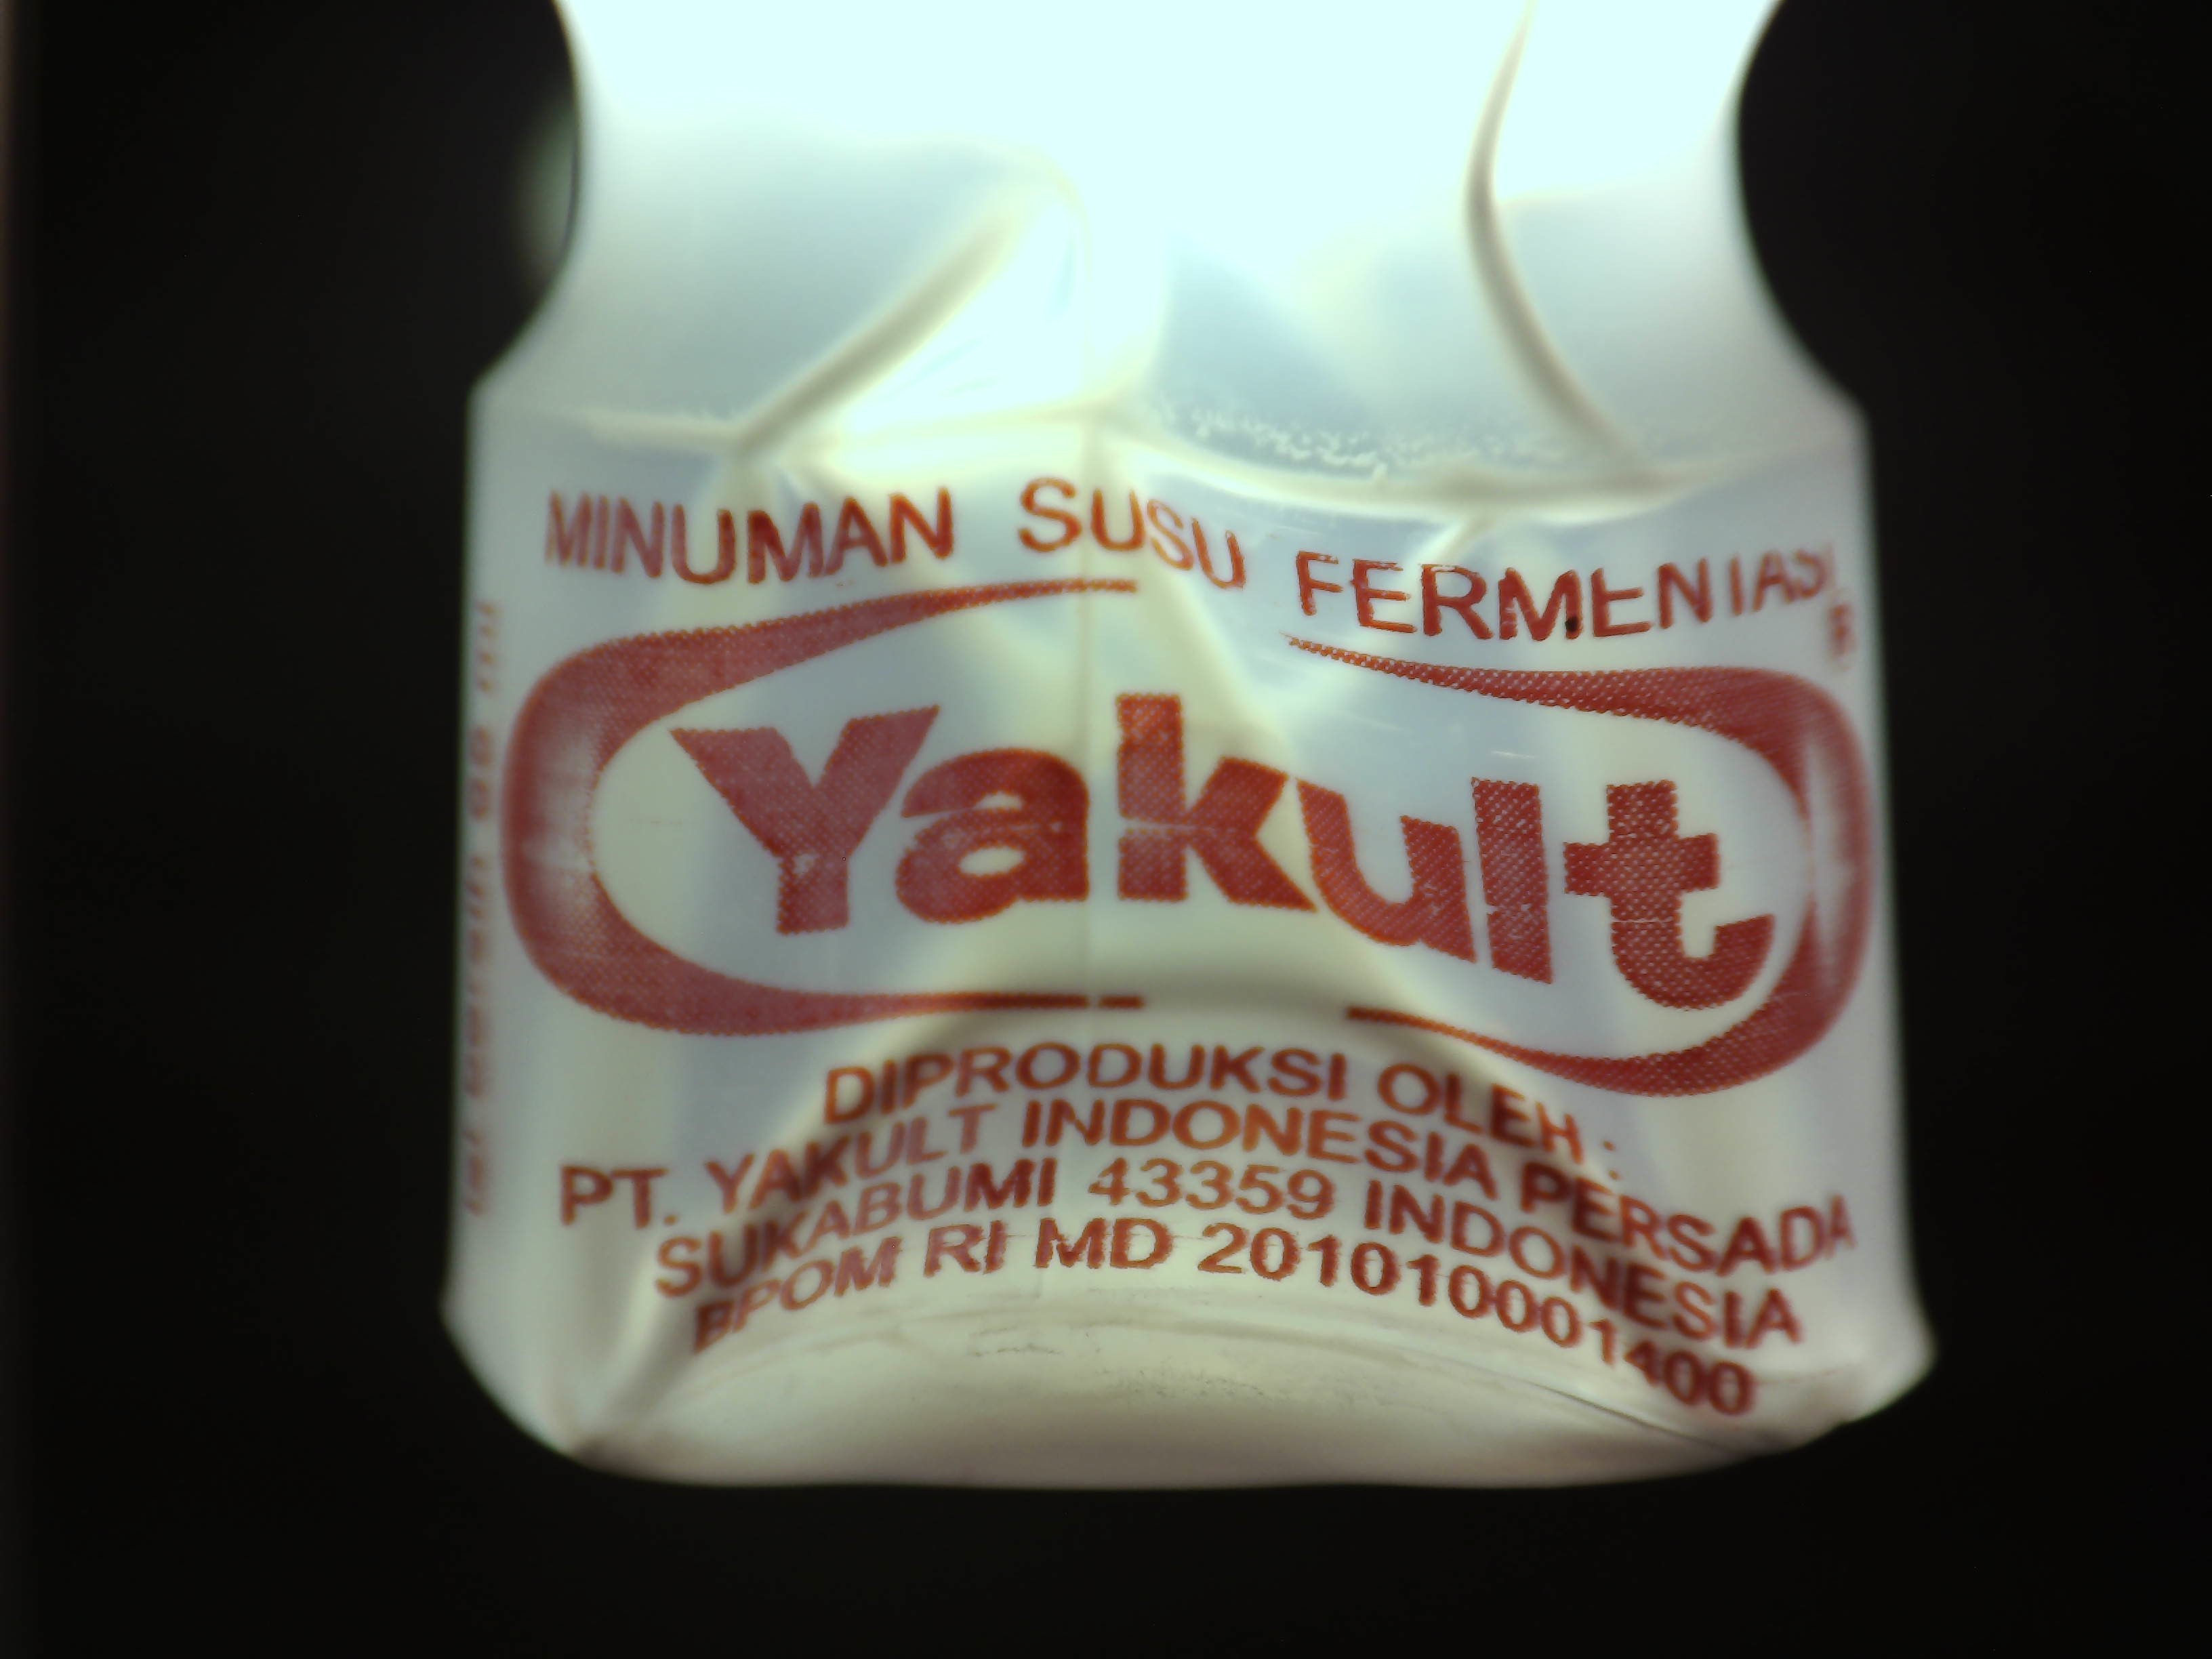 MINUMAN SUSU FERMENTASI
Yakult
DIPRODUKSI OLEH :
PT. YAKULT INDONESIA PERSADA
SUKABUMI 43359 INDONESIA
BPOM RI MD 201010001400